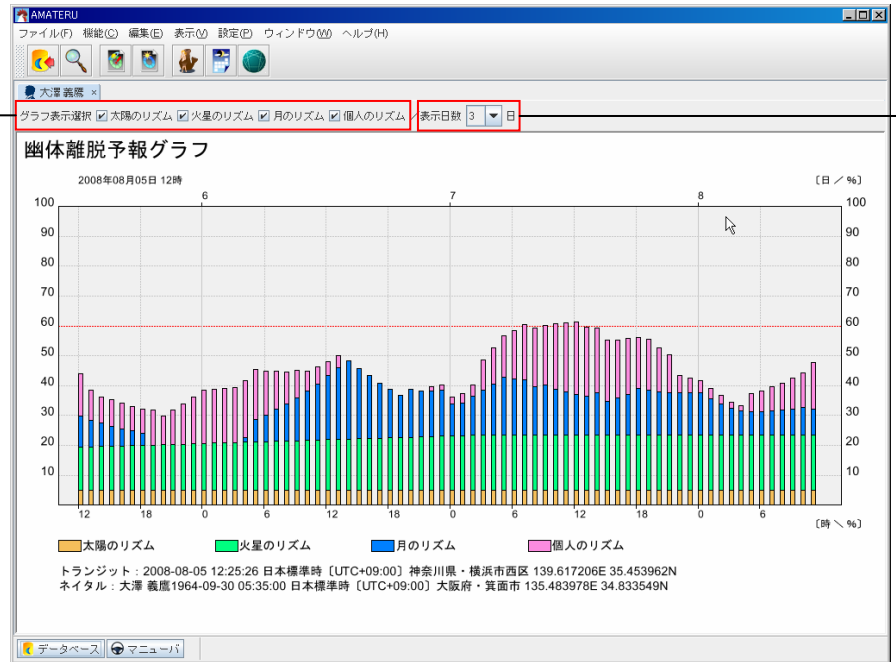 AMATERU
ファイル(F) 機能(C) 編集(E) 表示(V) 設定(P) ウィンドウ(W) ヘルプ(H)
大澤 義鷹 ×
グラフ表示選択 太陽のリズム 火星のリズム 月のリズム 個人のリズム / 表示日数 3 日
幽体離脱予報グラフ
2008年08月05日 12時 〔日 / %〕
6 7 8
100 100
90 90
80 80
70 70
60 60
50 50
40 40
30 30
20 20
10 10
12 18 0 6 12 18 0 6 12 18 0 6
〔時 \ %〕
太陽のリズム 火星のリズム 月のリズム 個人のリズム
トランジット : 2008-08-05 12:25:26 日本標準時〔UTC+09:00〕神奈川県・横浜市西区 139.617206E 35.453962N
ネイタル : 大澤 義鷹1964-09-30 05:35:00 日本標準時〔UTC+09:00〕大阪府・箕面市 135.483978E 34.833549N
データベース マニューバ